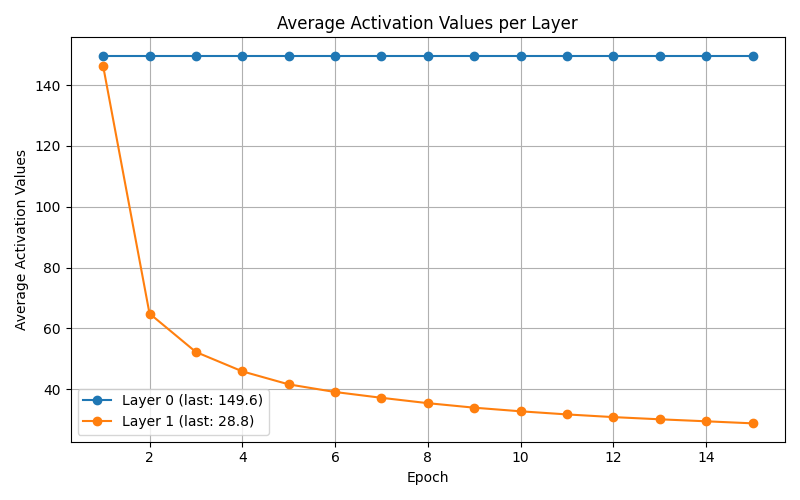 Average Activation Values per Layer
Average Activation Values
140
120
100
80
60
40
Layer 0 (last: 149.6)
Layer 1 (last: 28.8)
2 4 6 8 10 12 14
Epoch